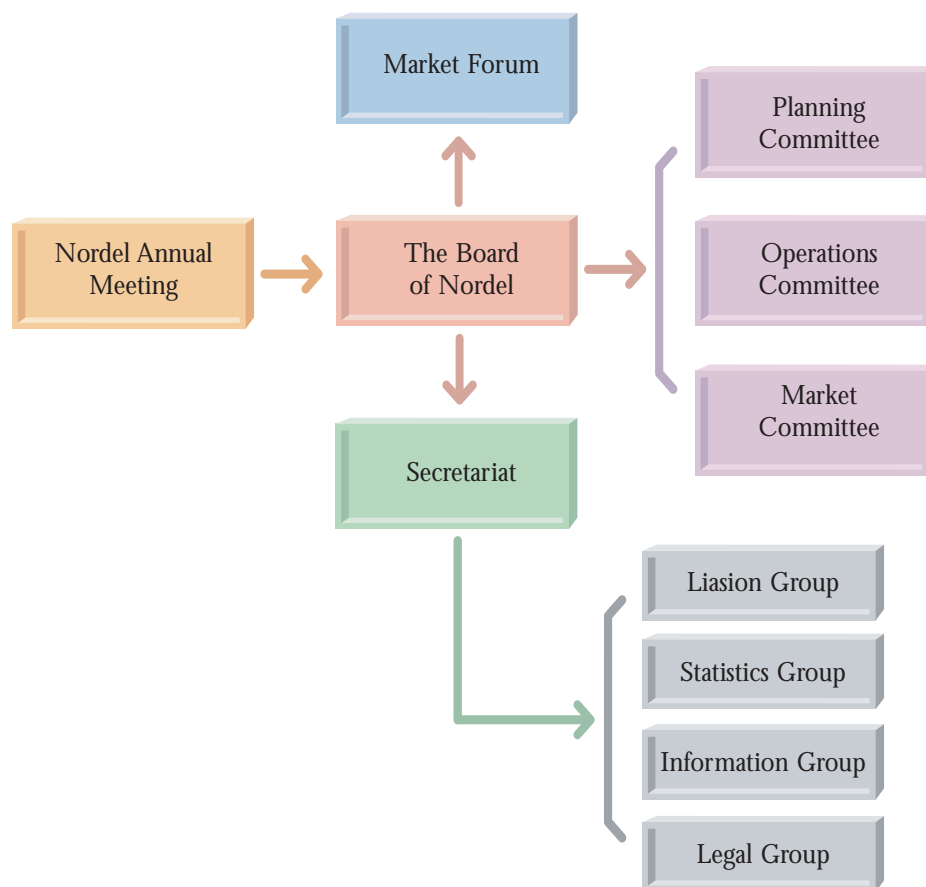 Market Forum
Planning
Committee
Nordel Annual
Meeting
The Board
of Nordel
Operations
Committee
Market
Committee
Secretariat
Liasion Group
Statistics Group
Information Group
Legal Group